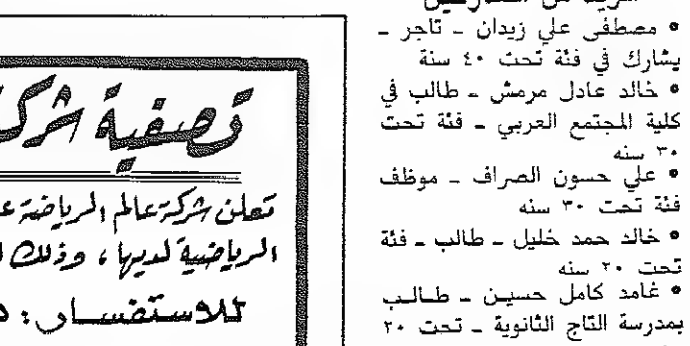 • مصطفى علي زيدان - تاجر -
يشارك في فئة تحت ٤٠ سنة
• خالد عادل مرمش - طالب في
كلية المجتمع العربي - فئة تحت
٣٠ سنه
• علي حسون الصراف - موظف
فئة تحت ٣٠ سنه
• خالد حمد خليل - طالب - فئة
تحت ٢٠ سنه
• غامد كامل حسين - طالب
بمدرسة التاج الثانوية - تحت ٢٠
تصفية شركة
تعلن شركة عالم الرياضة
الرياضية لديها ، وذلك
للاستفسار :